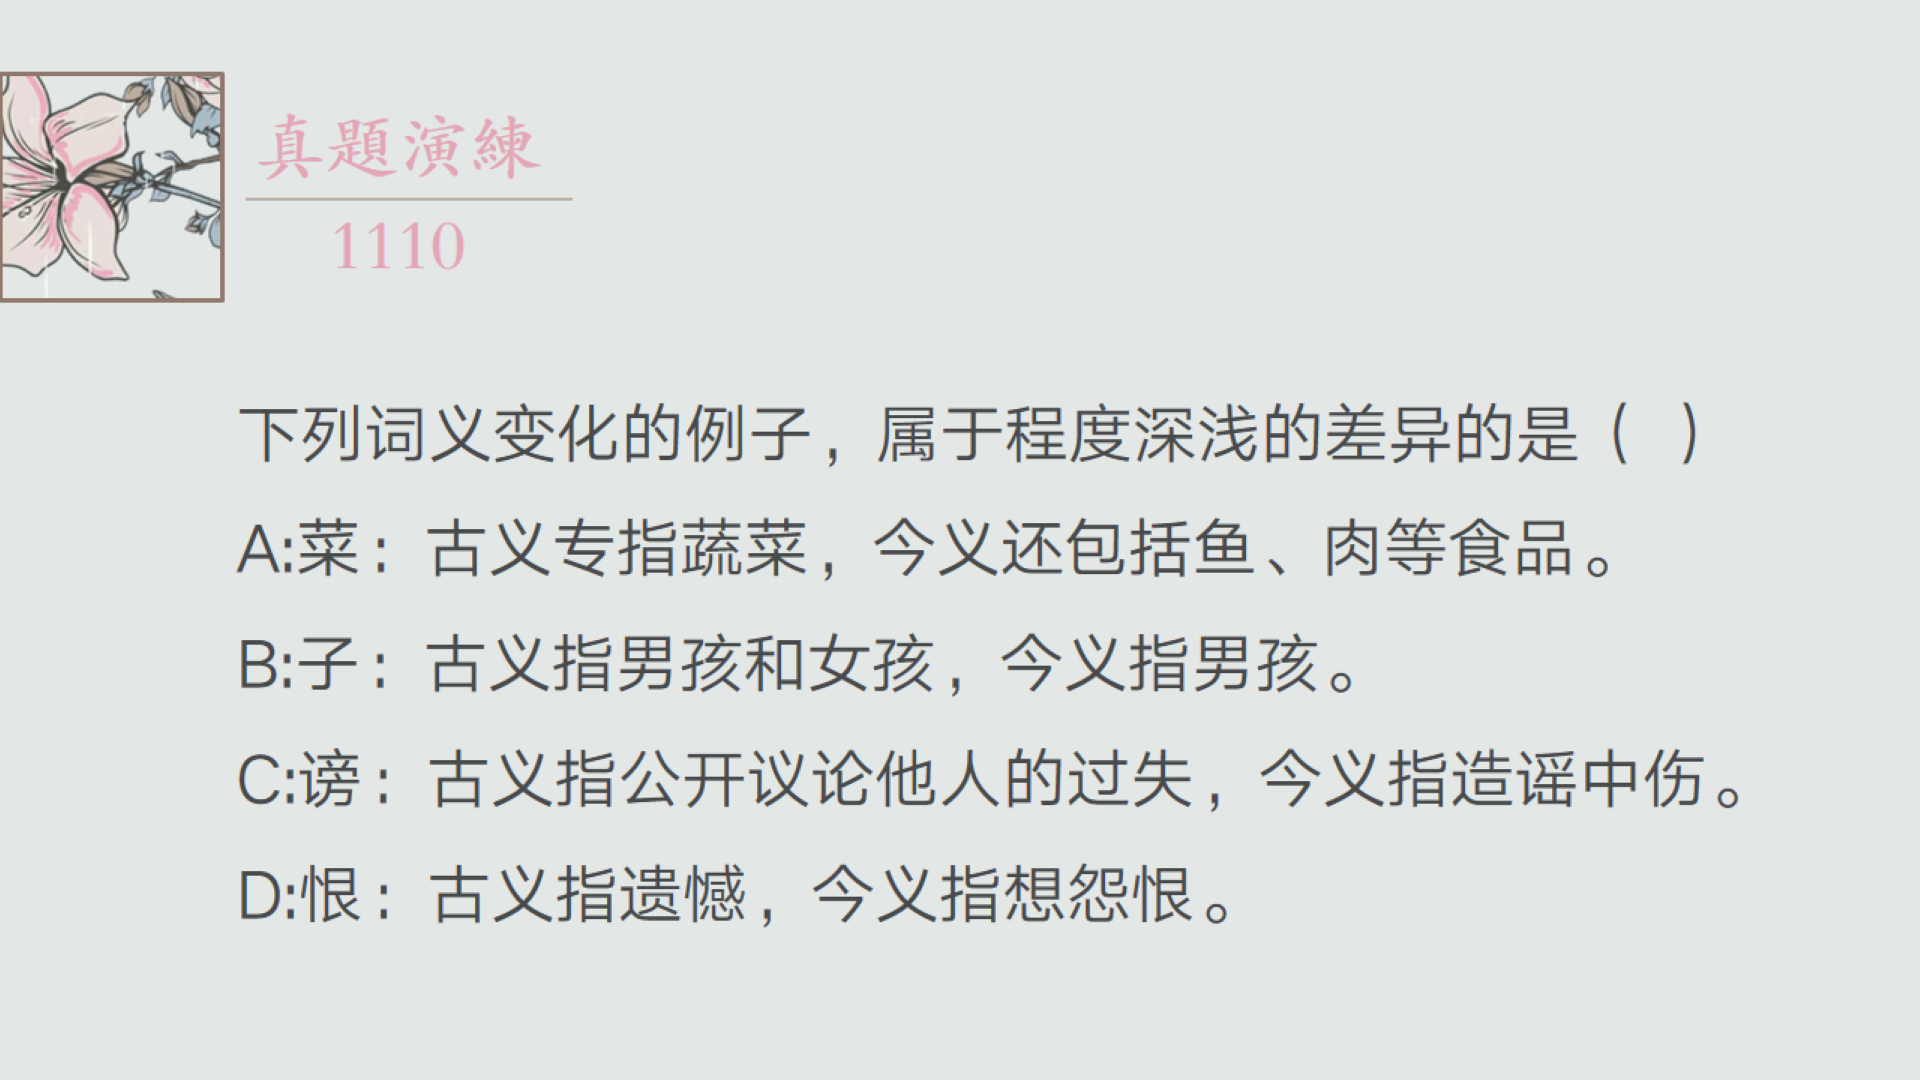 真題演練
1110
下列词义变化的例子，属于程度深浅的差异的是（ ）
A:菜：古义专指蔬菜，今义还包括鱼、肉等食品。
B:子：古义指男孩和女孩，今义指男孩。
C:谤：古义指公开议论他人的过失，今义指造谣中伤。
D:恨：古义指遗憾，今义指想怨恨。